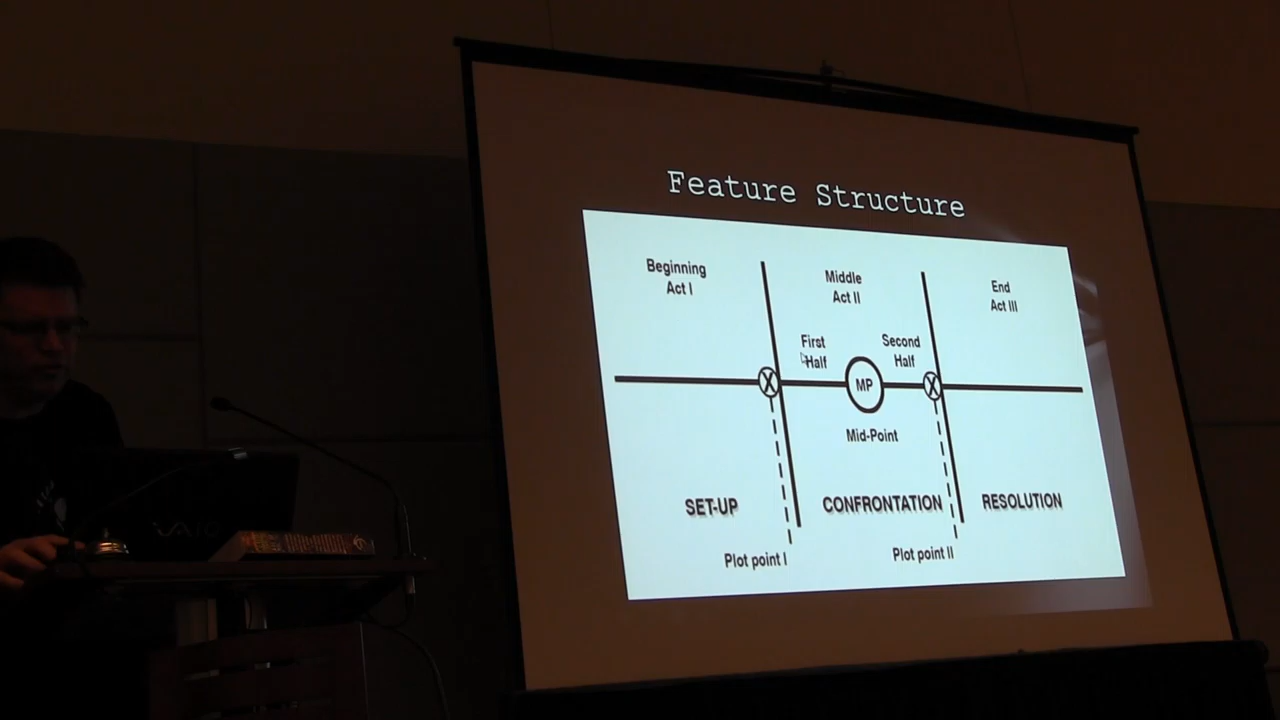 Feature Structure
Beginning
Act I
Middle
Act II
End
Act III
First
Half
Second
Half
MP
Mid-Point
SET-UP
CONFRONTATION
RESOLUTION
Plot point I
Plot point II
VAIO